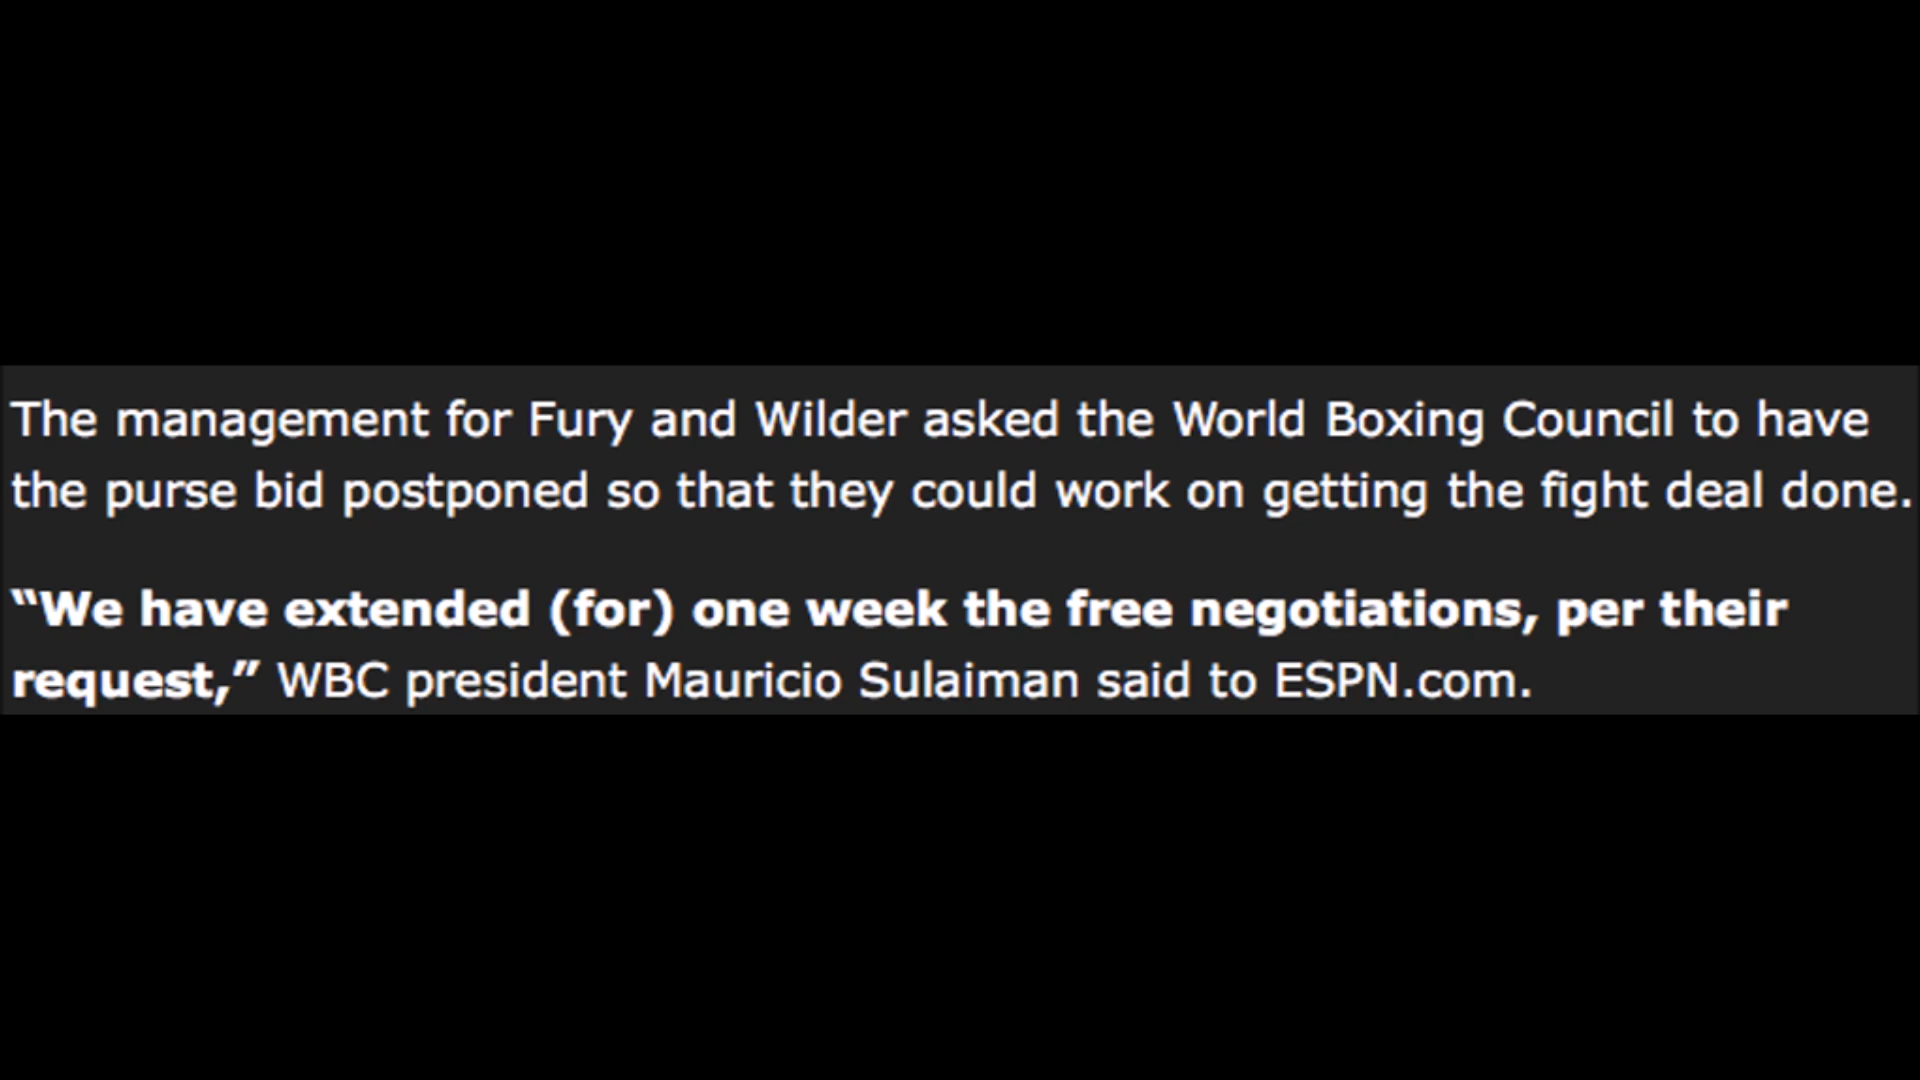 The management for Fury and Wilder asked the World Boxing Council to have
the purse bid postponed so that they could work on getting the fight deal done.
“We have extended (for) one week the free negotiations, per their
request,” WBC president Mauricio Sulaiman said to ESPN.com.